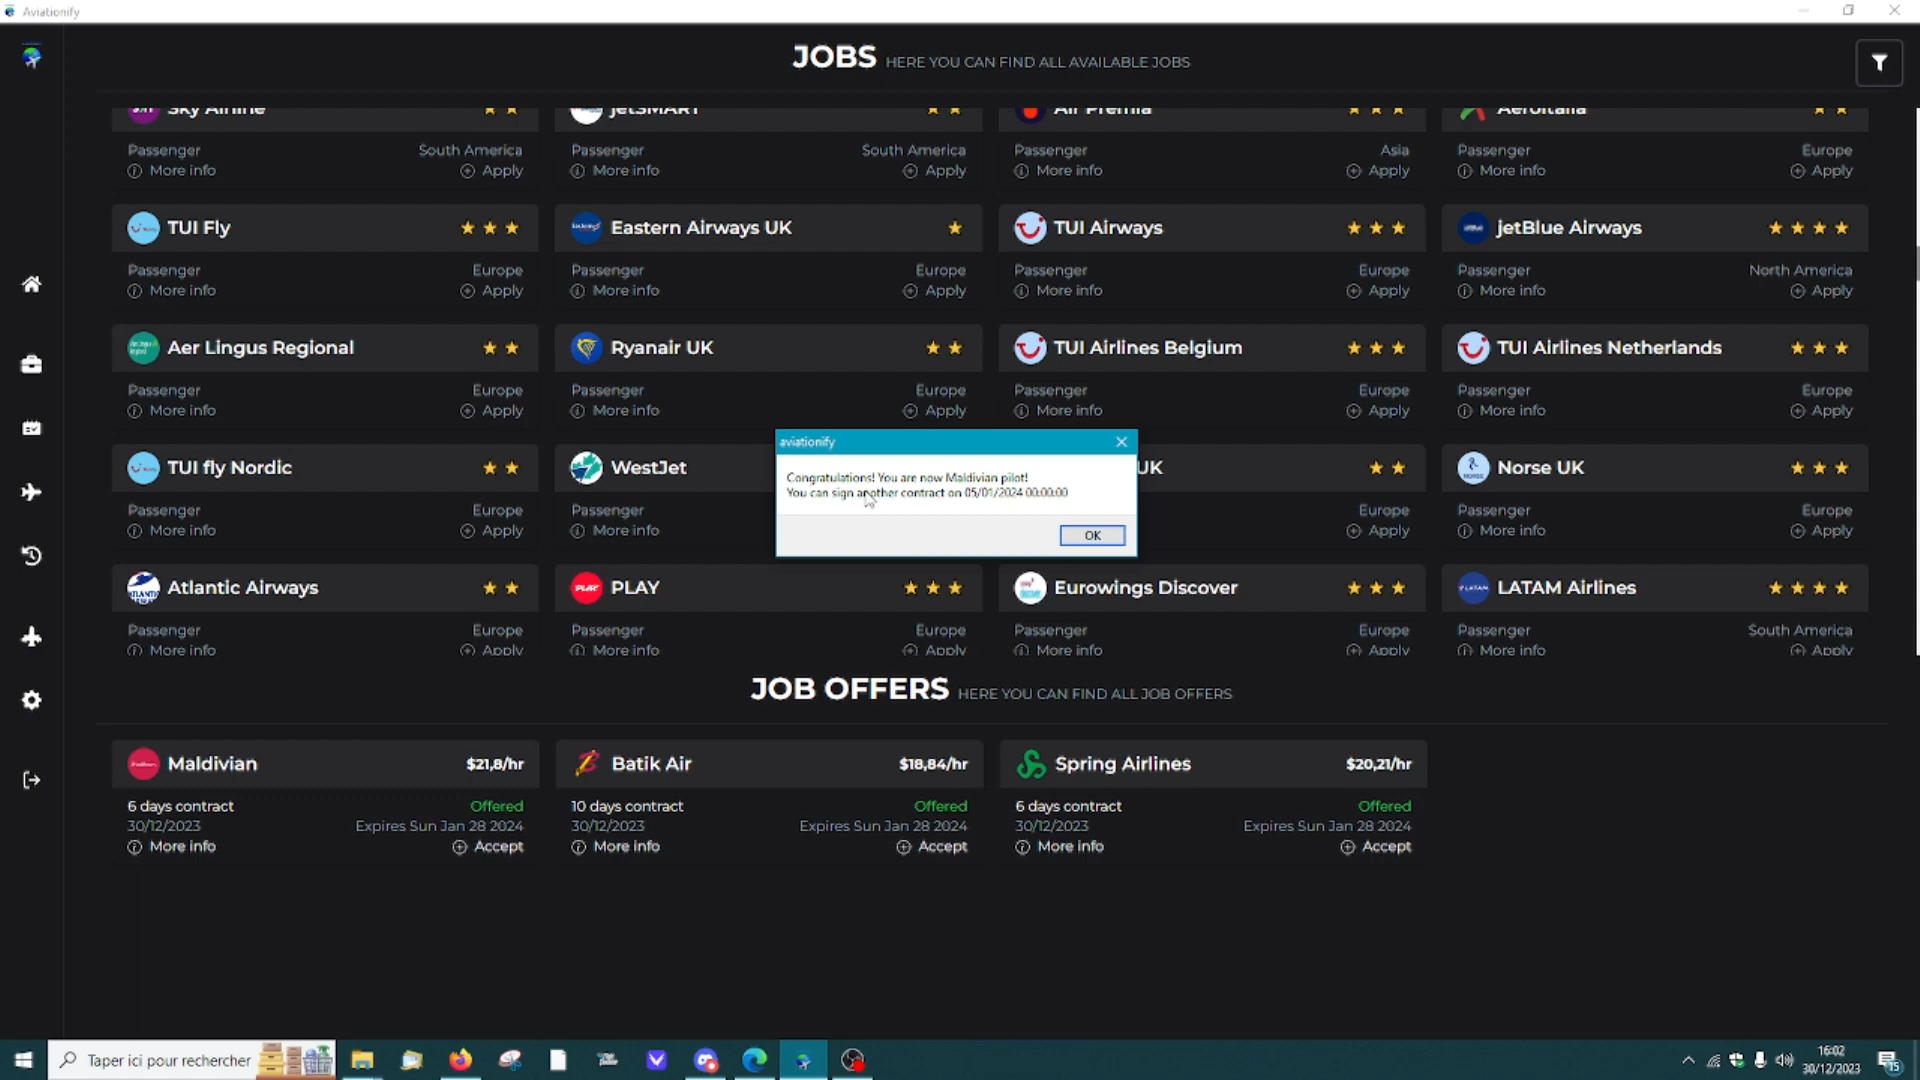 Aviationify
JOBS HERE YOU CAN FIND ALL AVAILABLE JOBS
Sky Airline
Passenger South America
More info Apply
jetSMART
Passenger South America
More info Apply
Air Premia
Passenger Asia
More info Apply
Aeroitalia
Passenger Europe
More info Apply
TUI Fly
Passenger Europe
More info Apply
Eastern Airways UK
Passenger Europe
More info Apply
TUI Airways
Passenger Europe
More info Apply
jetBlue Airways
Passenger North America
More info Apply
Aer Lingus Regional
Passenger Europe
More info Apply
Ryanair UK
Passenger Europe
More info Apply
TUI Airlines Belgium
Passenger Europe
More info Apply
TUI Airlines Netherlands
Passenger Europe
More info Apply
TUI fly Nordic
Passenger Europe
More info Apply
WestJet
Passenger
More info
UK
Europe
Apply
Norse UK
Passenger Europe
More info Apply
aviationify
Congratulations! You are now Maldivian pilot!
You can sign another contract on 05/01/2024 00:00:00
OK
Atlantic Airways
Passenger Europe
More info Apply
PLAY
Passenger Europe
More info Apply
Eurowings Discover
Passenger Europe
More info Apply
LATAM Airlines
Passenger South America
More info Apply
JOB OFFERS HERE YOU CAN FIND ALL JOB OFFERS
Maldivian $21,8/hr
6 days contract Offered
30/12/2023 Expires Sun Jan 28 2024
More info Accept
Batik Air $18,84/hr
10 days contract Offered
30/12/2023 Expires Sun Jan 28 2024
More info Accept
Spring Airlines $20,21/hr
6 days contract Offered
30/12/2023 Expires Sun Jan 28 2024
More info Accept
Taper ici pour rechercher
16:02
30/12/2023
15